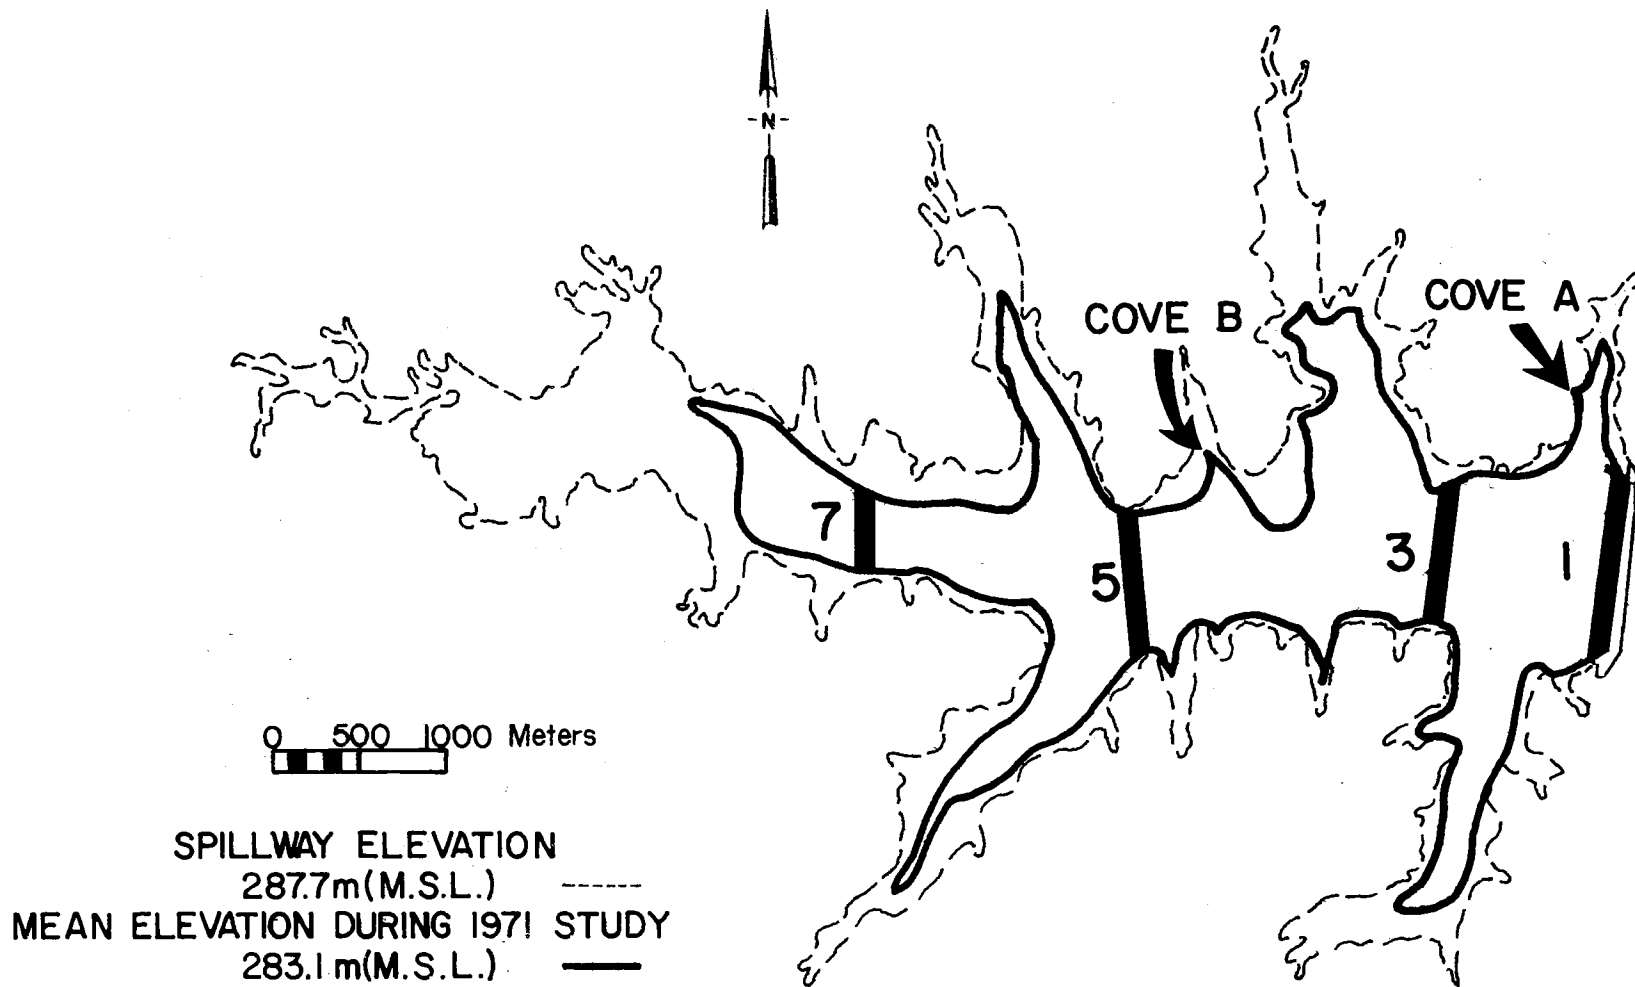 N
COVE A
COVE B
7
5
3
1
0 500 1000 Meters
SPILLWAY ELEVATION
287.7m(M.S.L.)
MEAN ELEVATION DURING 1971 STUDY
283.1m(M.S.L.)